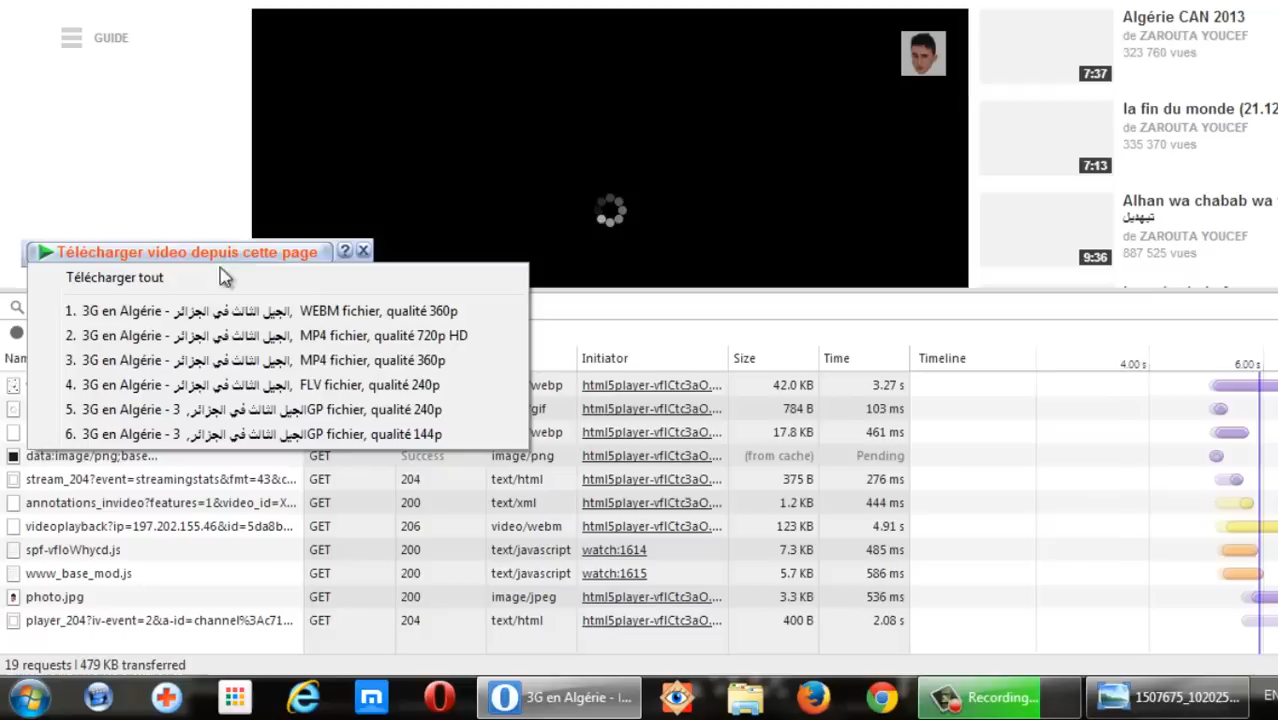 GUIDE
Algérie CAN 2013
de ZAROUTA YOUCEF
323 760 vues
7:37
la fin du monde (21.12
de ZAROUTA YOUCEF
335 370 vues
7:13
Alhan wa chabab wa
تبهديل
de ZAROUTA YOUCEF
887 525 vues
9:36
Télécharger video depuis cette page
Télécharger tout
1. 3G en Algérie - الجيل الثالث في الجزائر, WEBM fichier, qualité 360p
2. 3G en Algérie - الجيل الثالث في الجزائر, MP4 fichier, qualité 720p HD
3. 3G en Algérie - الجيل الثالث في الجزائر, MP4 fichier, qualité 360p
4. 3G en Algérie - الجيل الثالث في الجزائر, FLV fichier, qualité 240p
5. 3G en Algérie - الجيل الثالث في الجزائر, 3GP fichier, qualité 240p
6. 3G en Algérie - الجيل الثالث في الجزائر, 3GP fichier, qualité 144p
Initiator Size Time Timeline 4.00 s 6.00 s
html5player-vflCtc3aO.... 42.0 KB 3.27 s
html5player-vflCtc3aO.... 784 B 103 ms
html5player-vflCtc3aO.... 17.8 KB 461 ms
data:image/png;base... GET Success image/png html5player-vflCtc3aO.... (from cache) Pending
stream_204?event=streamingstats&fmt=43&c... GET 204 text/html html5player-vflCtc3aO.... 375 B 276 ms
annotations_invideo?features=1&video_id=X... GET 200 text/xml html5player-vflCtc3aO.... 1.2 KB 444 ms
videoplayback?ip=197.202.155.46&id=5da8b... GET 206 video/webm html5player-vflCtc3aO.... 123 KB 4.91 s
spf-vfloWhycd.js GET 200 text/javascript watch:1614 7.3 KB 485 ms
www_base_mod.js GET 200 text/javascript watch:1615 5.7 KB 586 ms
photo.jpg GET 200 image/jpeg html5player-vflCtc3aO.... 3.3 KB 536 ms
player_204?iv-event=2&a-id=channel%3Ac71... GET 204 text/html html5player-vflCtc3aO.... 400 B 2.08 s
19 requests | 479 KB transferred
3G en Algérie - I... Recording... 1507675_102025... EN